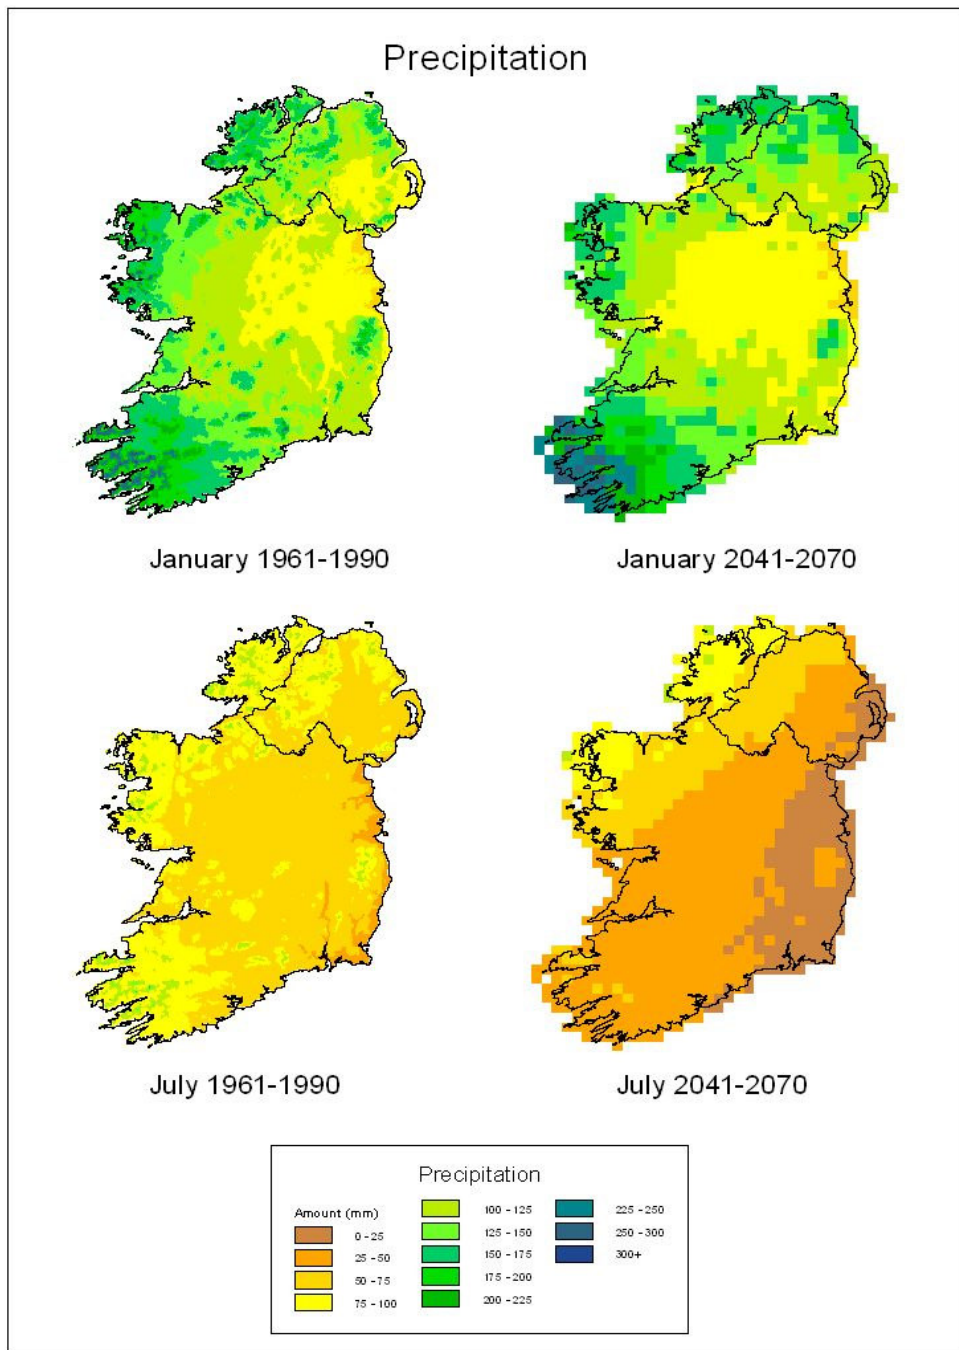 Precipitation
January 1961-1990
January 2041-2070
July 1961-1990
July 2041-2070
Precipitation
Amount (mm)
0 - 25
25 - 50
50 - 75
75 - 100
100 - 125
125 - 150
150 - 175
175 - 200
200 - 225
225 - 250
250 - 300
300+